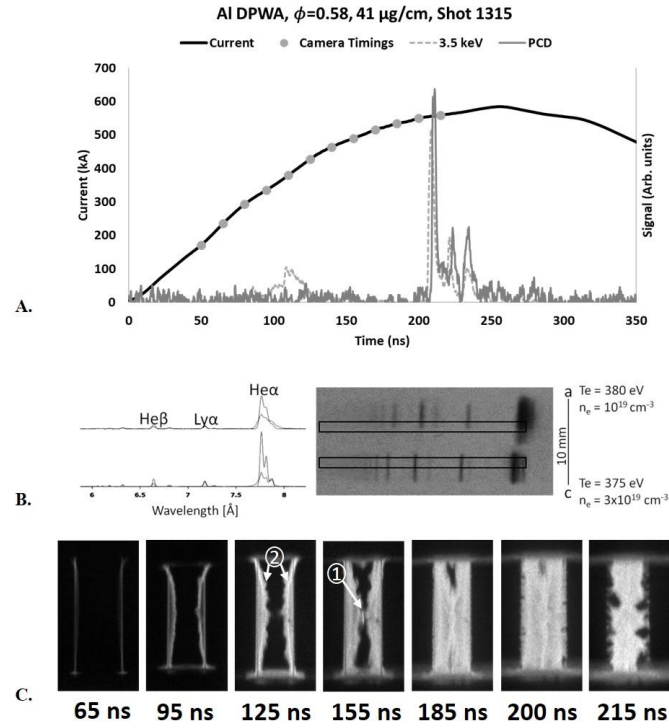 Al DPWA, ϕ=0.58, 41 µg/cm, Shot 1315
Current Camera Timings 3.5 keV PCD
700
600
500
400
300
200
100
0
Current (kA)
Signal (Arb. units)
0 50 100 150 200 250 300 350
Time (ns)
A.
Heα
Heβ
Lyα
6 6.5 7 7.5 8
Wavelength [Å]
a
Te = 380 eV
nₑ = 10¹⁹ cm⁻³
10 mm
c
Te = 375 eV
nₑ = 3x10¹⁹ cm⁻³
B.
2
1
C.
65 ns 95 ns 125 ns 155 ns 185 ns 200 ns 215 ns